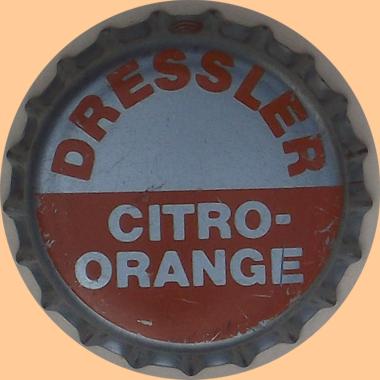 DRESSLER
CITRO-
ORANGE